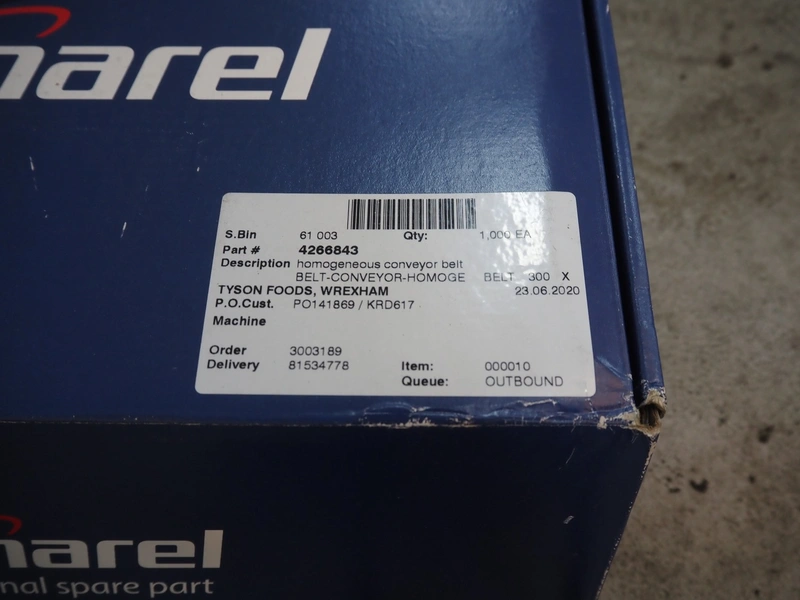 marel
S.Bin 61 003 Qty: 1,000 EA
Part # 4266843
Description homogeneous conveyor belt
BELT-CONVEYOR-HOMOGE BELT 300 X
TYSON FOODS, WREXHAM 23.06.2020
P.O.Cust. PO141869 / KRD617
Machine
Order 3003189
Delivery 81534778 Item: 000010
Queue: OUTBOUND
marel
nal spare part